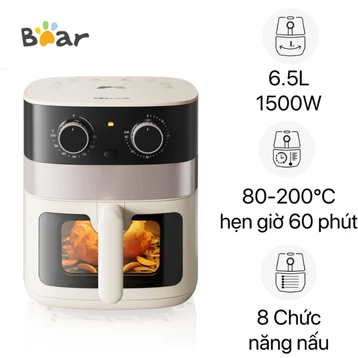 Bear
6.5L
1500W
80-200°C
hẹn giờ 60 phút
8 Chức
năng nấu